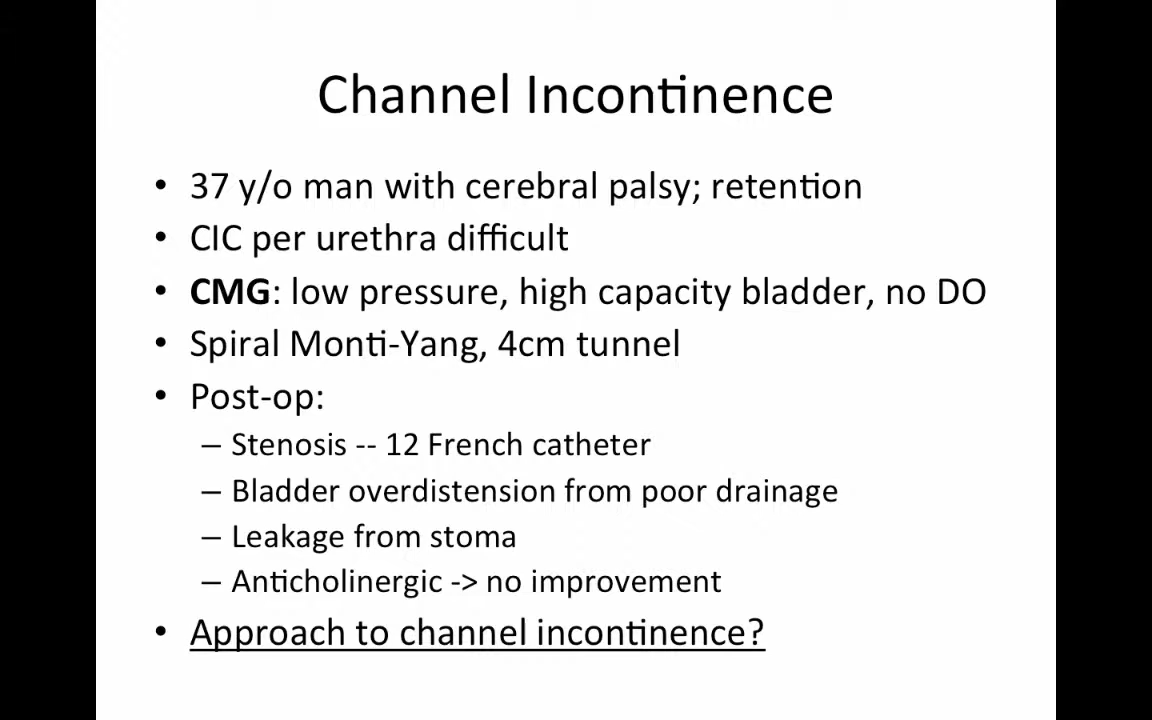 Channel Incontinence
• 37 y/o man with cerebral palsy; retention
• CIC per urethra difficult
• CMG: low pressure, high capacity bladder, no DO
• Spiral Monti-Yang, 4cm tunnel
• Post-op:
– Stenosis -- 12 French catheter
– Bladder overdistension from poor drainage
– Leakage from stoma
– Anticholinergic -> no improvement
• Approach to channel incontinence?